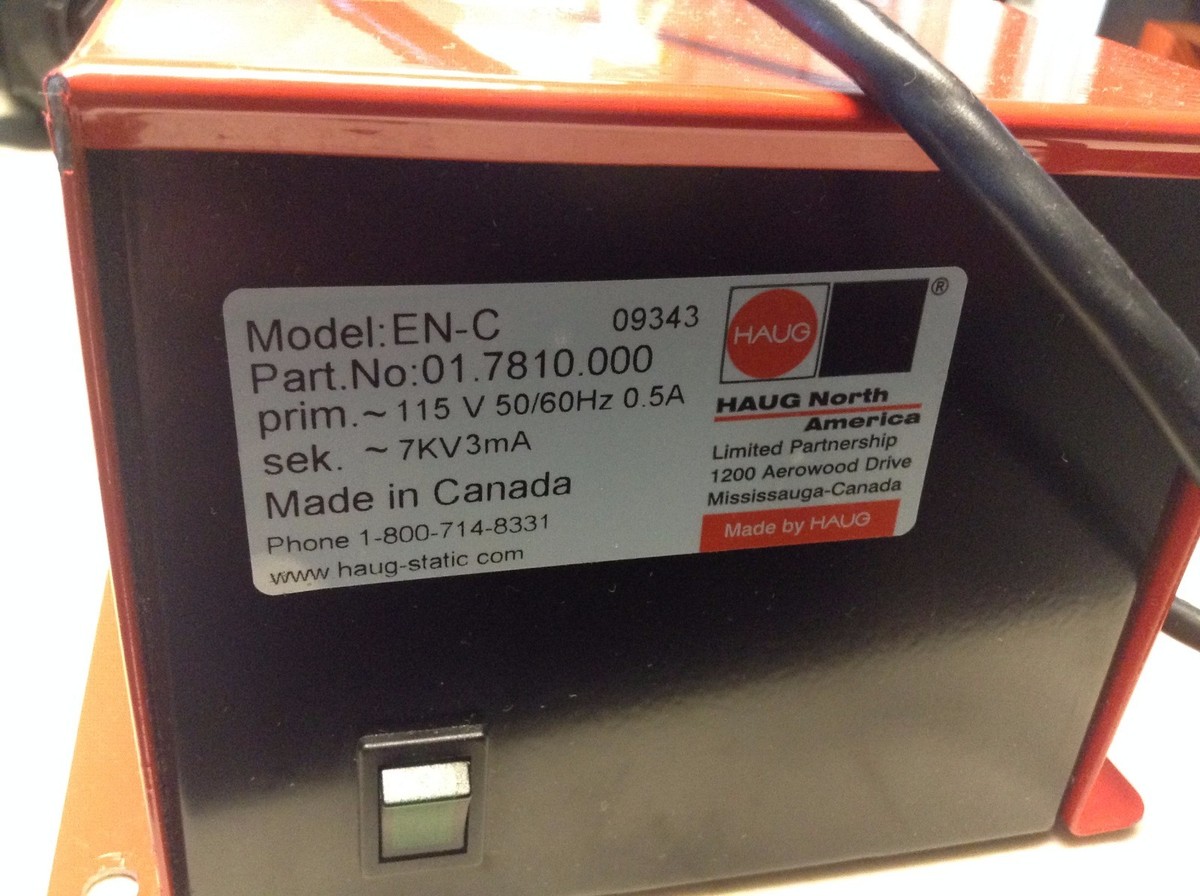 Model:EN-C 09343
Part.No:01.7810.000
prim.~ 115 V 50/60Hz 0.5A
sek. ~ 7KV3mA
Made in Canada
Phone 1-800-714-8331
www haug-static com
HAUG ®
HAUG North
America
Limited Partnership
1200 Aerowood Drive
Mississauga-Canada
Made by HAUG